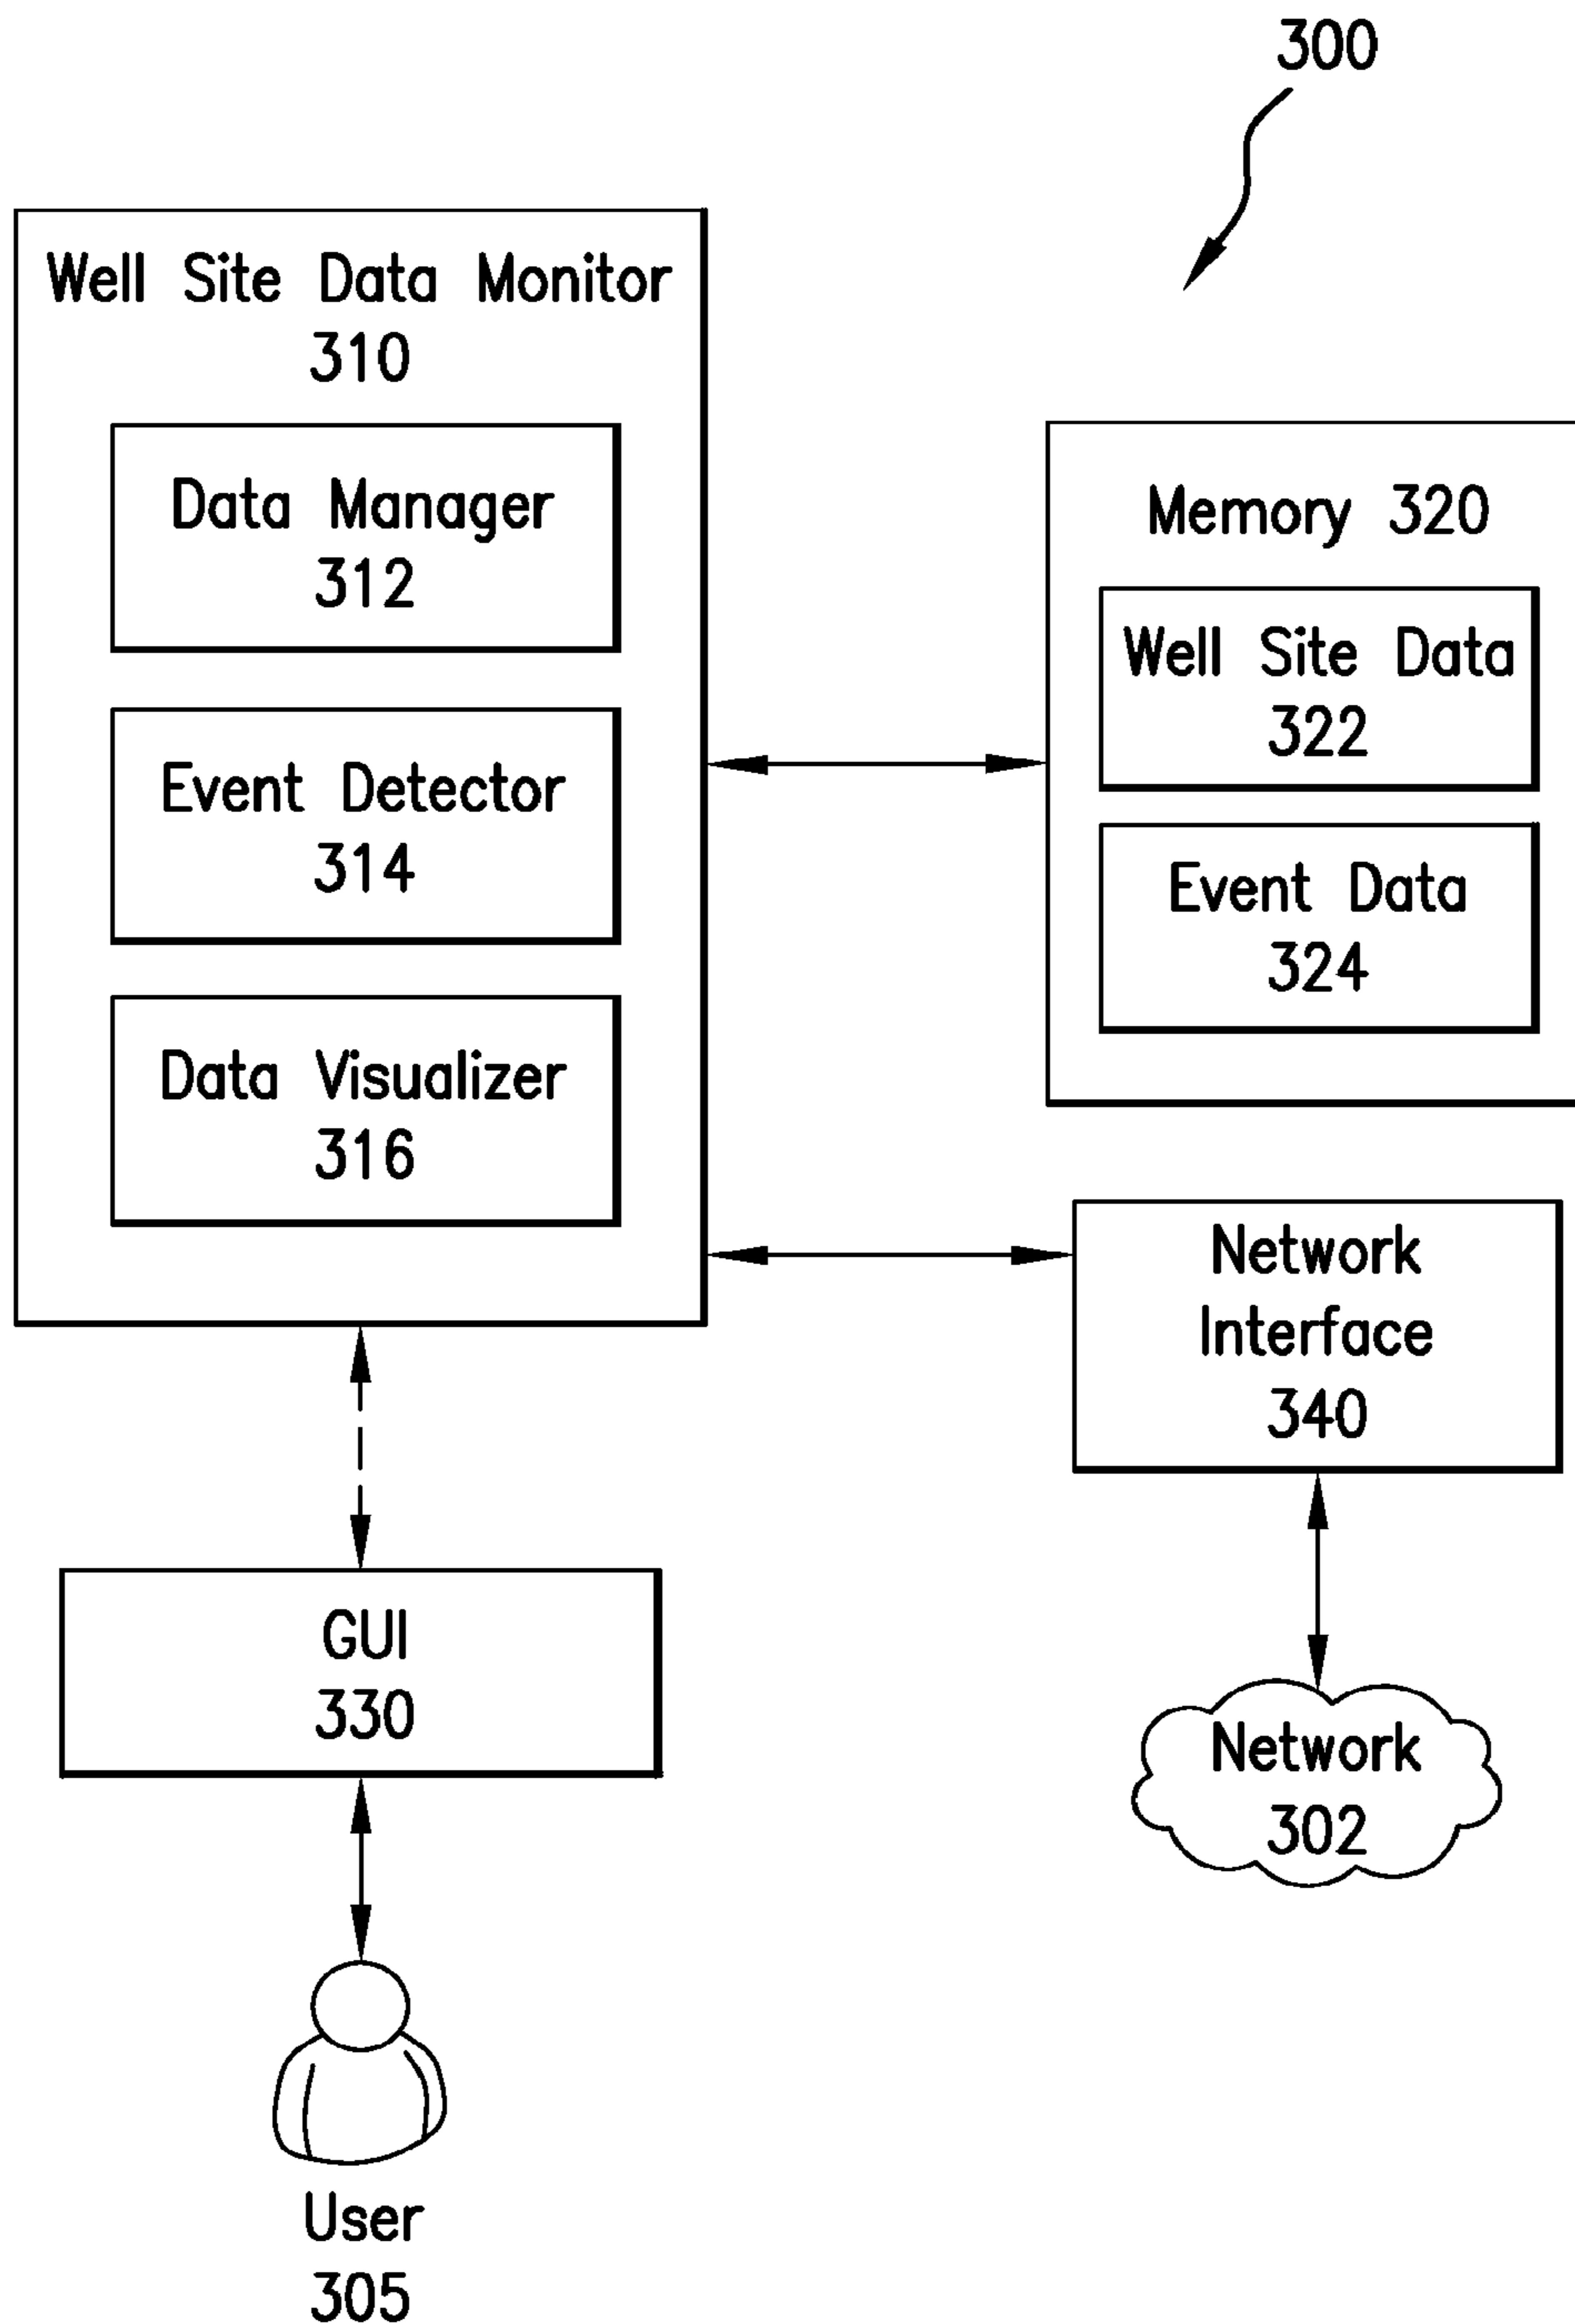 300
Well Site Data Monitor
310
Data Manager
312
Event Detector
314
Data Visualizer
316
Memory 320
Well Site Data
322
Event Data
324
Network
Interface
340
GUI
330
Network
302
User
305